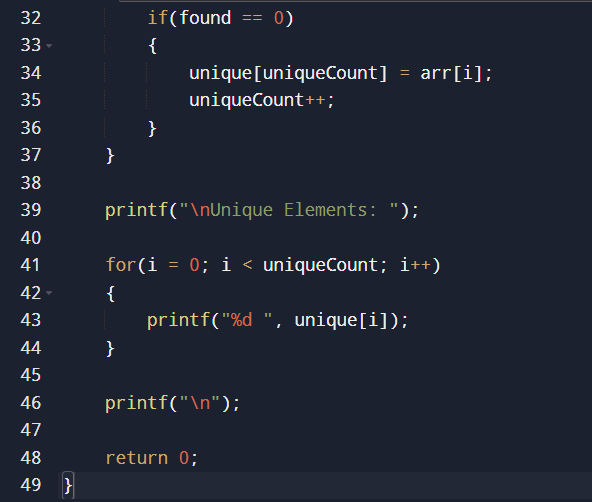 32 if(found == 0)
33 {
34 unique[uniqueCount] = arr[i];
35 uniqueCount++;
36 }
37 }
38
39 printf("\nUnique Elements: ");
40
41 for(i = 0; i < uniqueCount; i++)
42 {
43 printf("%d ", unique[i]);
44 }
45
46 printf("\n");
47
48 return 0;
49 }